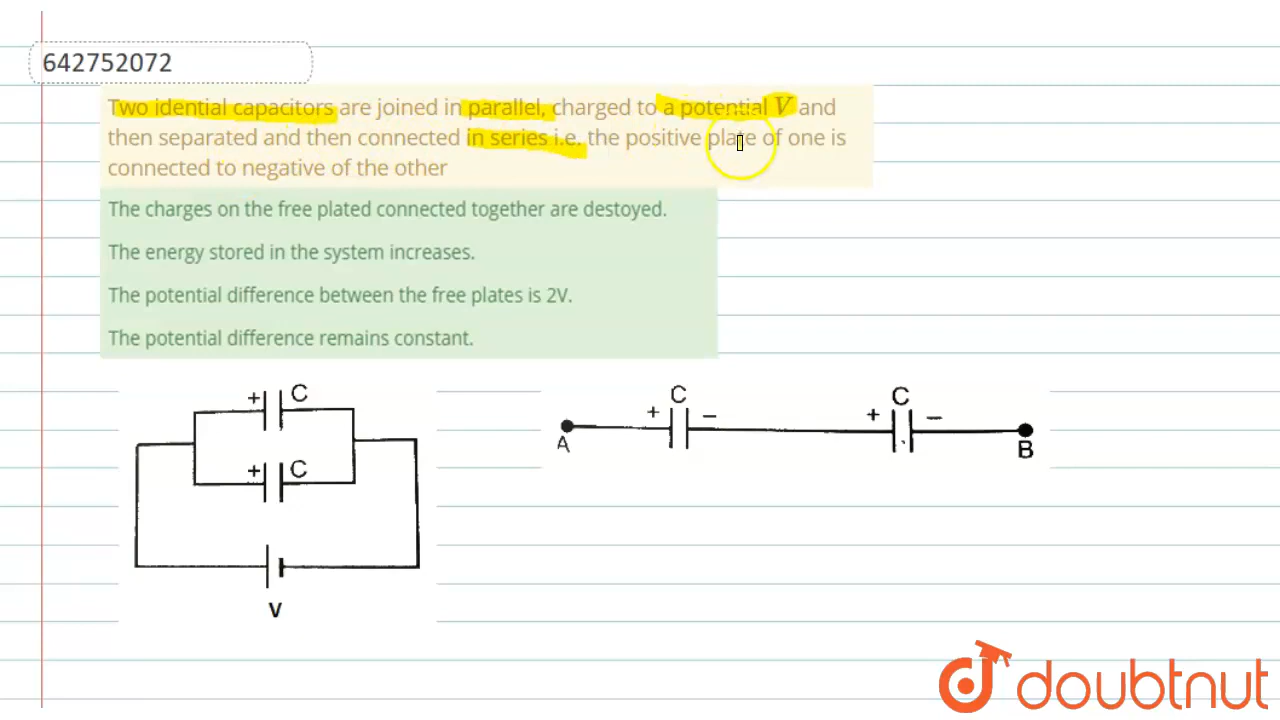 642752072
Two idential capacitors are joined in parallel, charged to a potential V and
then separated and then connected in series i.e. the positive plate of one is
connected to negative of the other
The charges on the free plated connected together are destoyed.
The energy stored in the system increases.
The potential difference between the free plates is 2V.
The potential difference remains constant.
+ C
+ C
V
A + C − + C − B
doubtnut